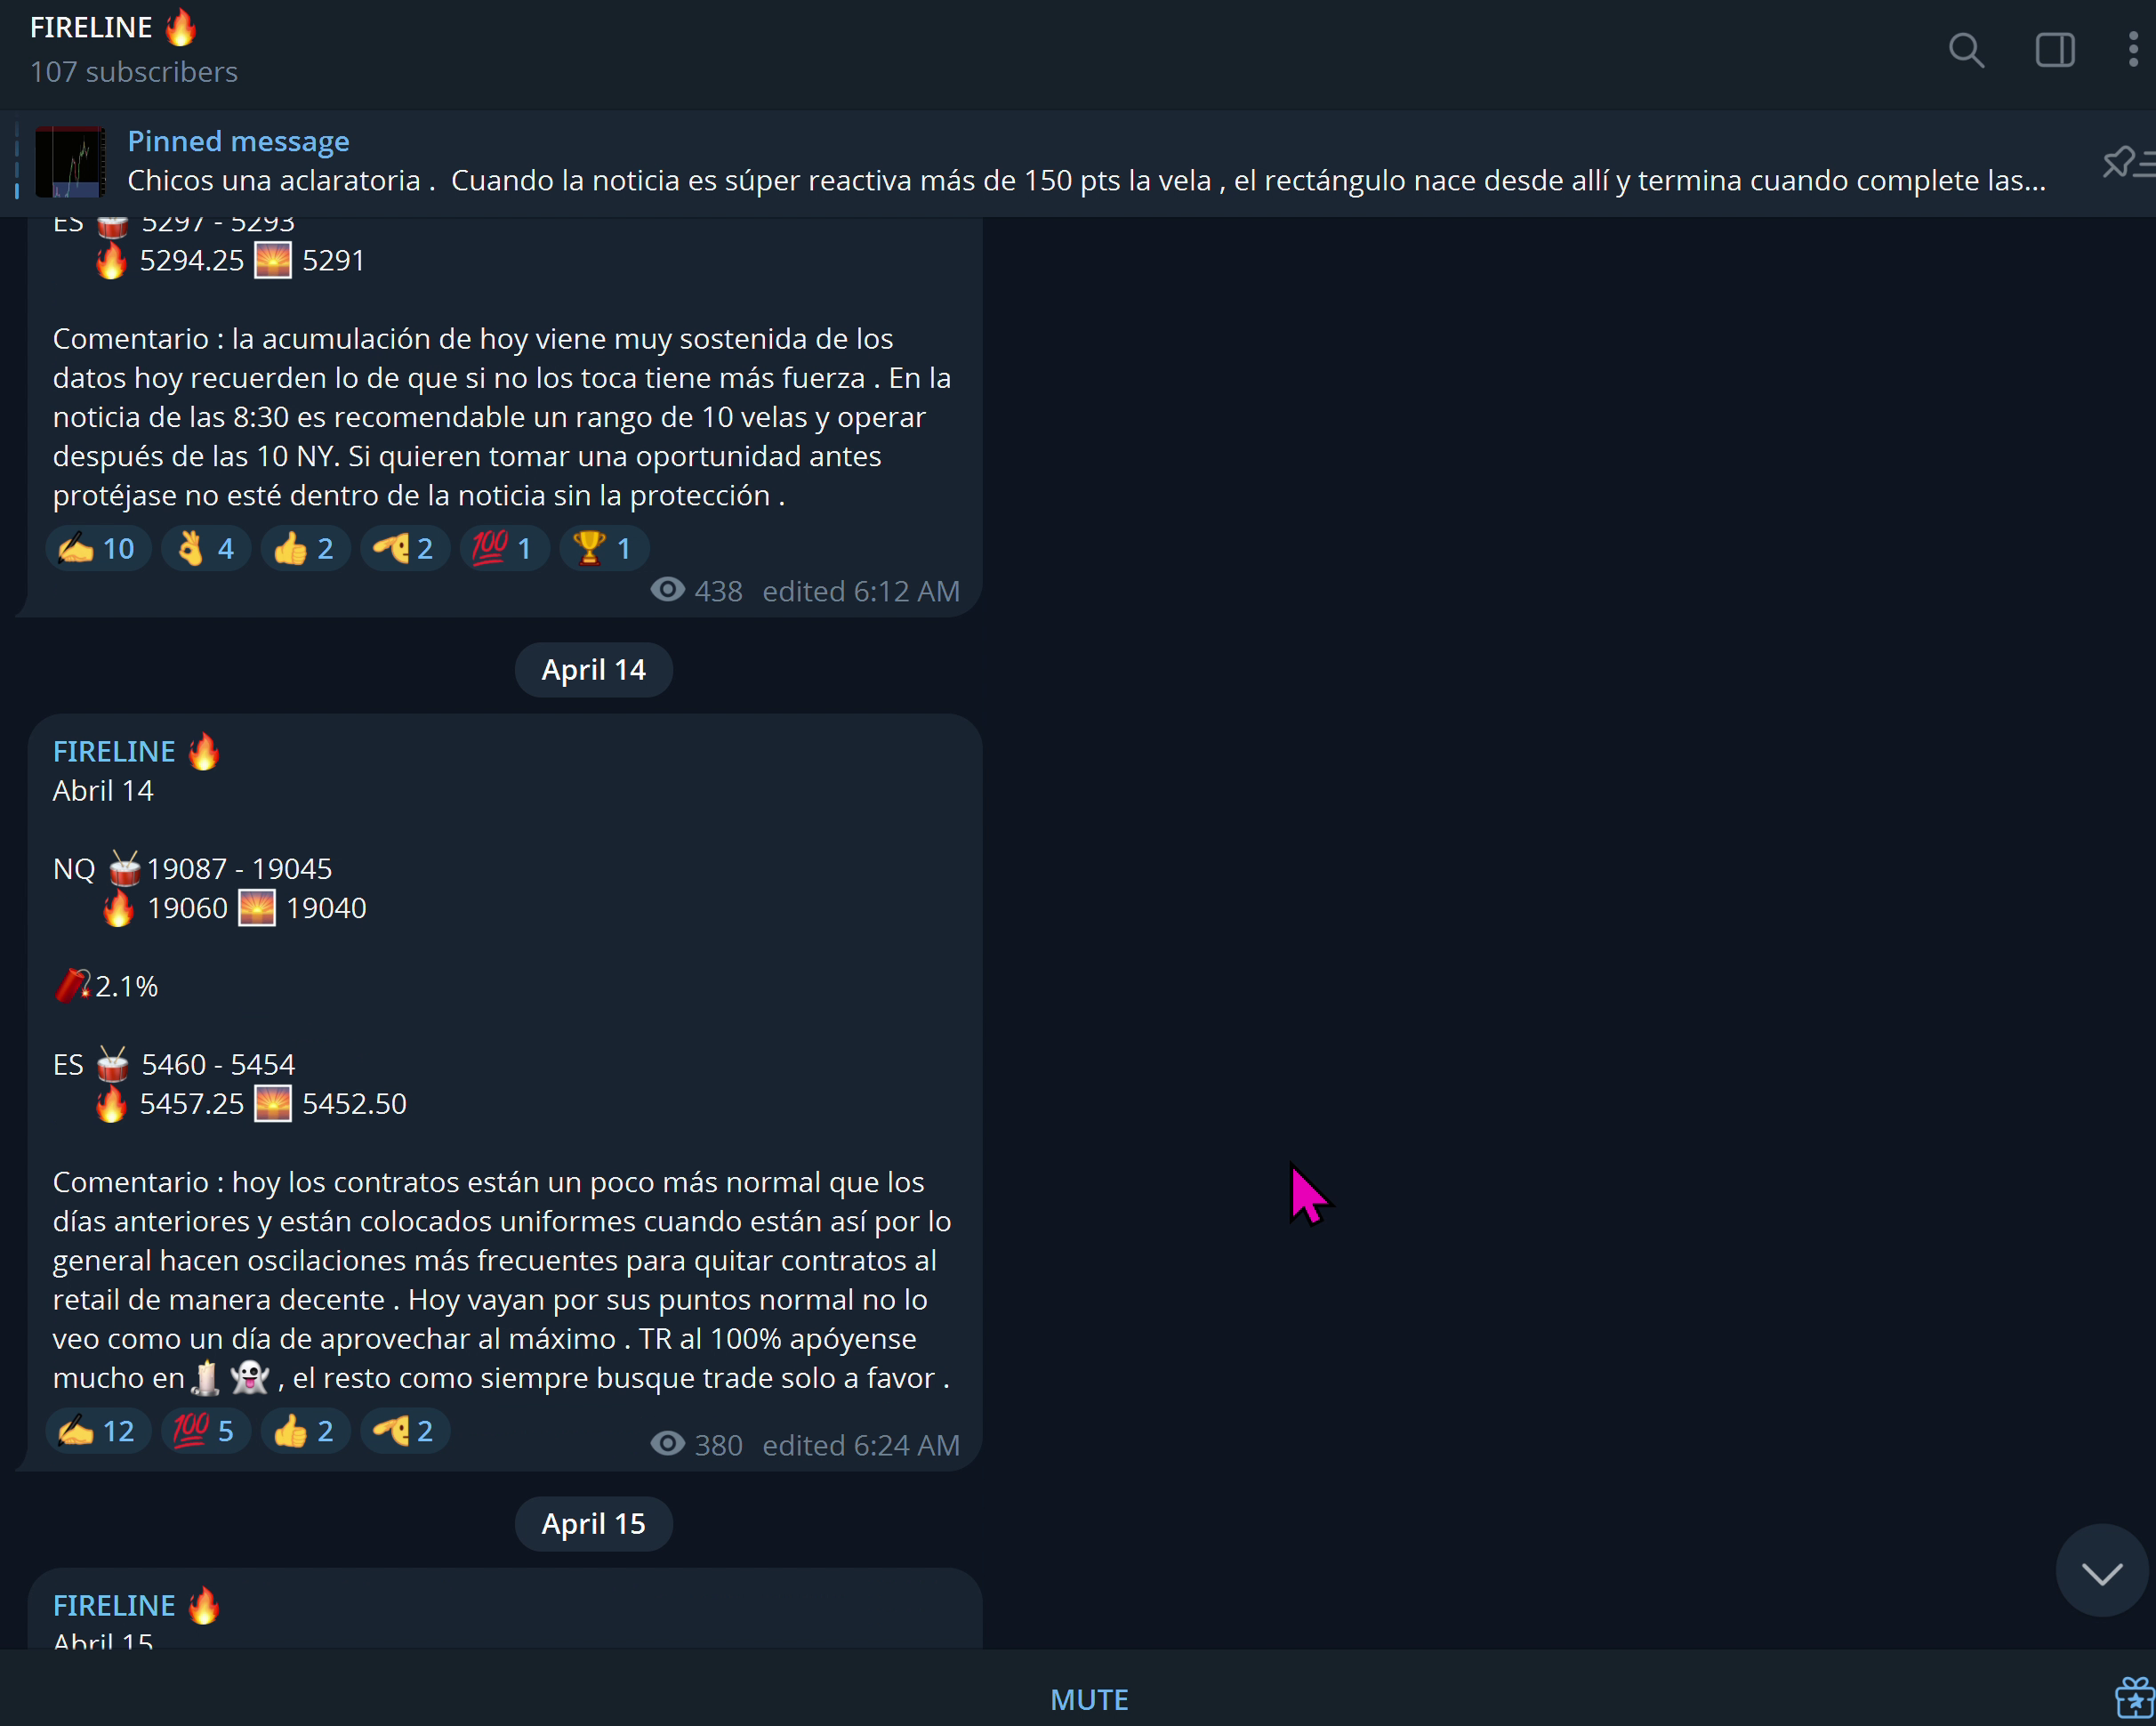 FIRELINE 🔥
107 subscribers
Pinned message
Chicos una aclaratoria . Cuando la noticia es súper reactiva más de 150 pts la vela , el rectángulo nace desde allí y termina cuando complete las...
ES 🥁 5297 - 5293
🔥 5294.25 🌅 5291
Comentario : la acumulación de hoy viene muy sostenida de los
datos hoy recuerden lo de que si no los toca tiene más fuerza . En la
noticia de las 8:30 es recomendable un rango de 10 velas y operar
después de las 10 NY. Si quieren tomar una oportunidad antes
protéjase no esté dentro de la noticia sin la protección .
✍️ 10 👌 4 👍 2 🫡 2 💯 1 🏆 1
438 edited 6:12 AM
April 14
FIRELINE 🔥
Abril 14
NQ 🥁19087 - 19045
🔥 19060 🌅 19040
🧨2.1%
ES 🥁 5460 - 5454
🔥 5457.25 🌅 5452.50
Comentario : hoy los contratos están un poco más normal que los
días anteriores y están colocados uniformes cuando están así por lo
general hacen oscilaciones más frecuentes para quitar contratos al
retail de manera decente . Hoy vayan por sus puntos normal no lo
veo como un día de aprovechar al máximo . TR al 100% apóyense
mucho en🕯️ 👻 , el resto como siempre busque trade solo a favor .
✍️ 12 💯 5 👍 2 🫡 2
380 edited 6:24 AM
April 15
FIRELINE 🔥
Abril 15
MUTE